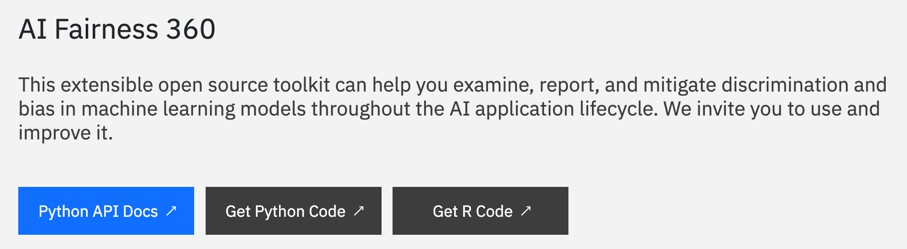 AI Fairness 360
This extensible open source toolkit can help you examine, report, and mitigate discrimination and
bias in machine learning models throughout the AI application lifecycle. We invite you to use and
improve it.
Python API Docs ↗
Get Python Code ↗
Get R Code ↗